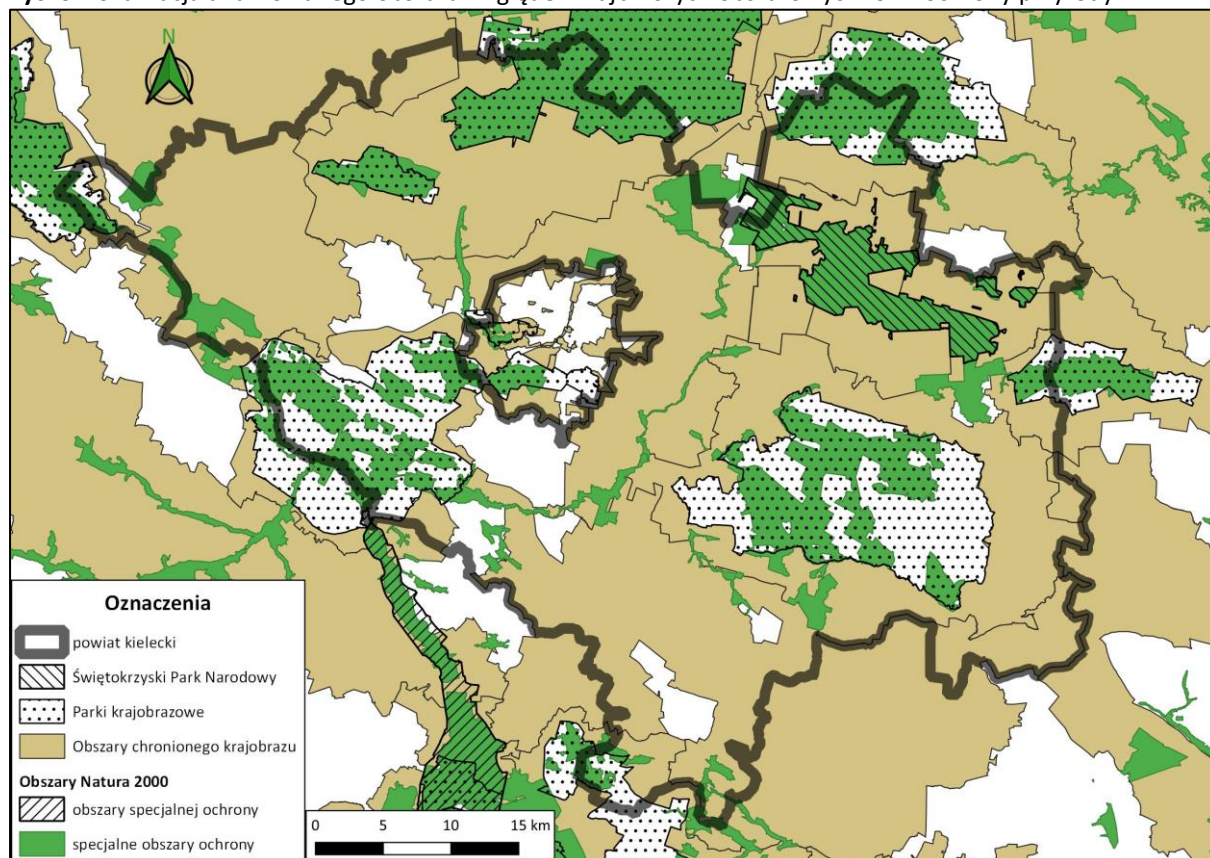 N
Oznaczenia
powiat kielecki
Świętokrzyski Park Narodowy
Parki krajobrazowe
Obszary chronionego krajobrazu
Obszary Natura 2000
obszary specjalnej ochrony
specjalne obszary ochrony
0 5 10 15 km